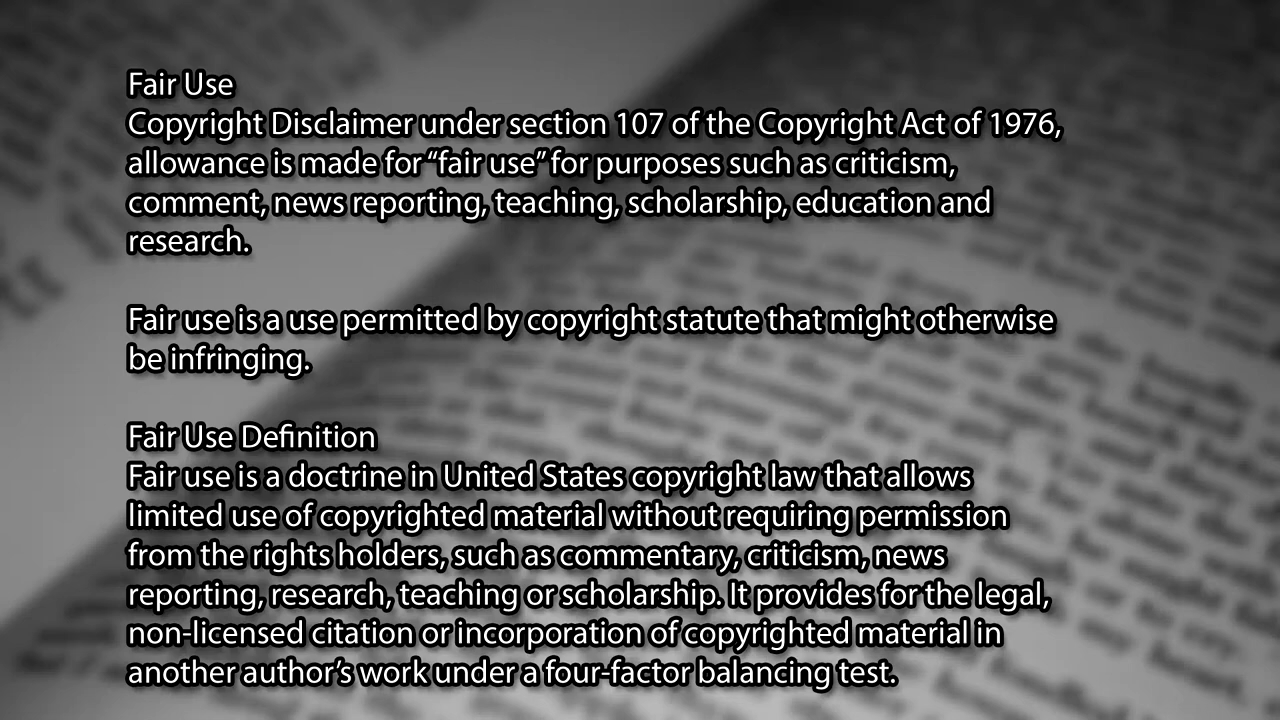 Fair Use
Copyright Disclaimer under section 107 of the Copyright Act of 1976,
allowance is made for “fair use” for purposes such as criticism,
comment, news reporting, teaching, scholarship, education and
research.
Fair use is a use permitted by copyright statute that might otherwise
be infringing.
Fair Use Definition
Fair use is a doctrine in United States copyright law that allows
limited use of copyrighted material without requiring permission
from the rights holders, such as commentary, criticism, news
reporting, research, teaching or scholarship. It provides for the legal,
non-licensed citation or incorporation of copyrighted material in
another author’s work under a four-factor balancing test.